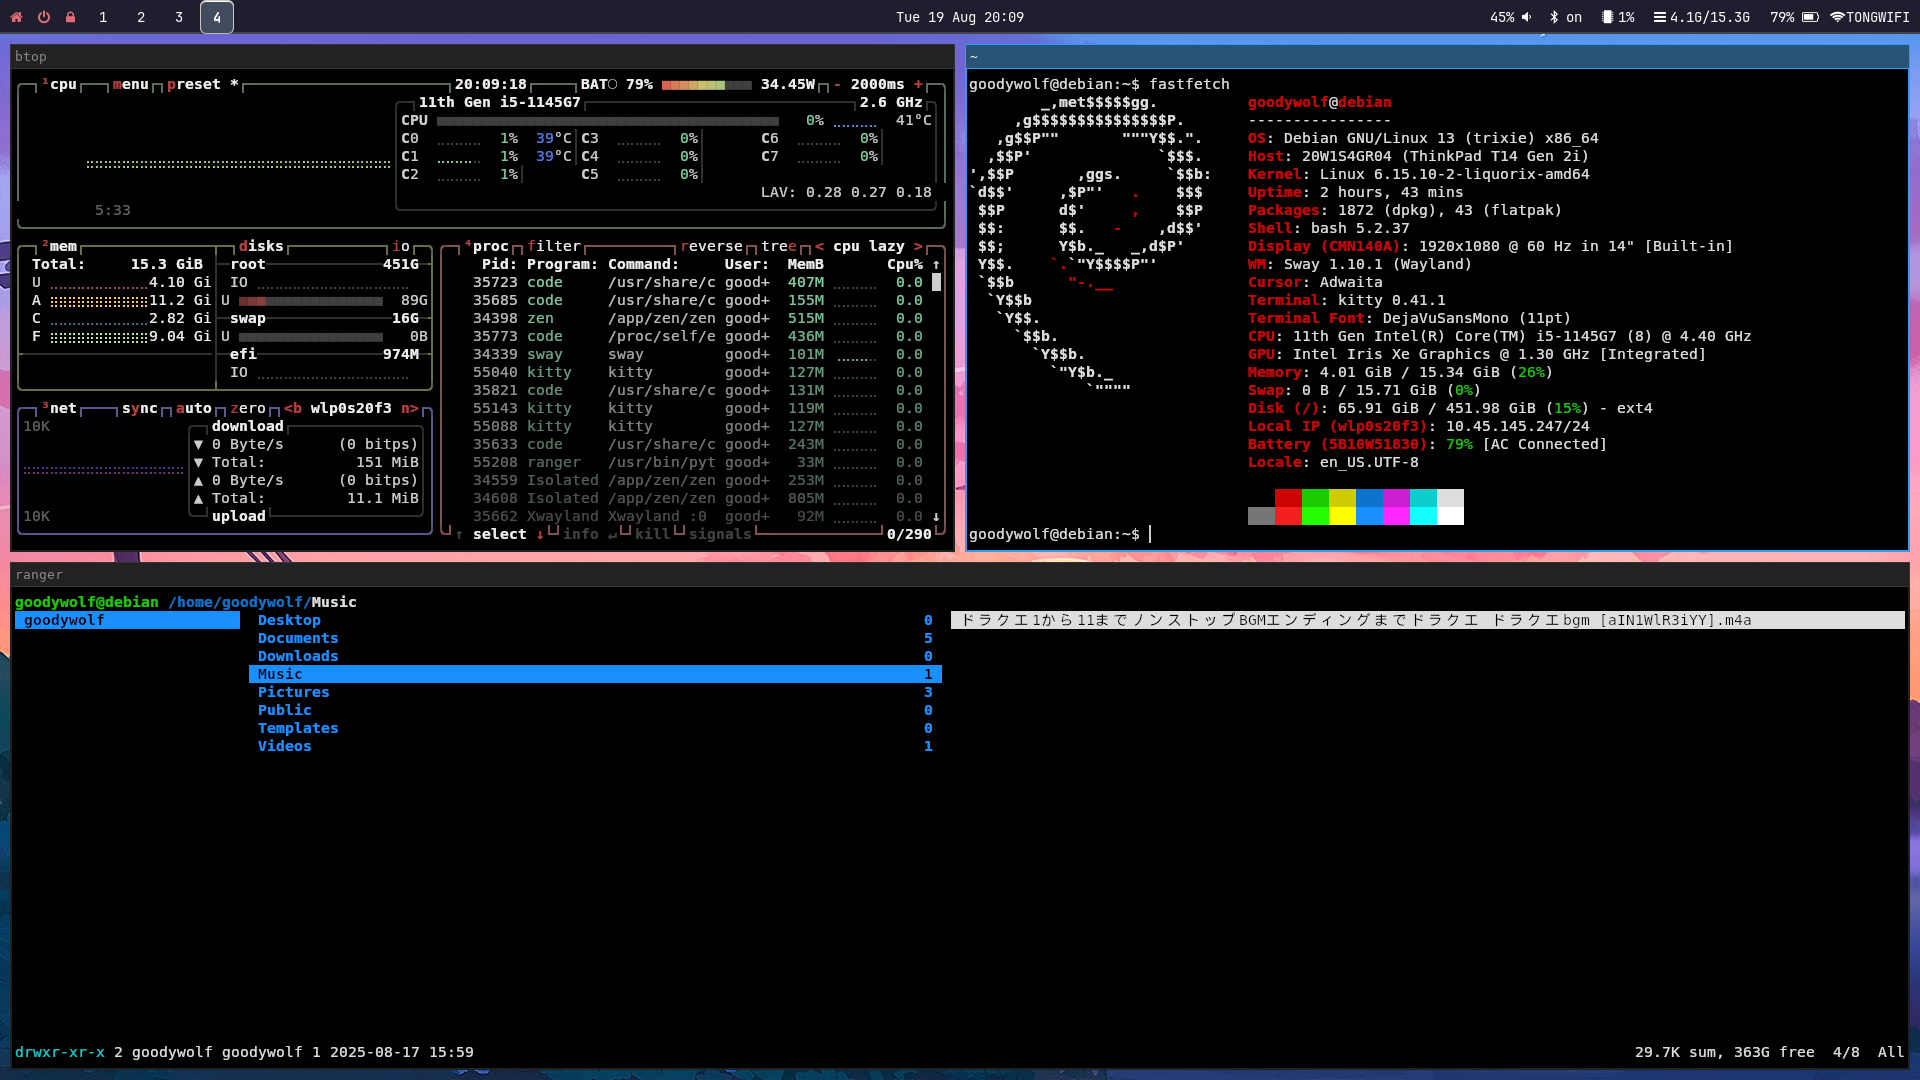 1 2 3 4
Tue 19 Aug 20:09
45% on 1% 4.1G/15.3G 79% TONGWIFI
btop
¹cpu menu preset * 20:09:18 BAT 79% 34.45W - 2000ms +
11th Gen i5-1145G7 2.6 GHz
CPU 0% 41°C
C0 1% 39°C C3 0% C6 0%
C1 1% 39°C C4 0% C7 0%
C2 1% C5 0%
LAV: 0.28 0.27 0.18
5:33
²mem disks io
Total: 15.3 GiB root 451G
U 4.10 Gi IO
A 11.2 Gi U 89G
C 2.82 Gi swap 16G
F 9.04 Gi U 0B
efi 974M
IO
³net sync auto zero <b wlp0s20f3 n>
10K download
▼ 0 Byte/s (0 bitps)
▼ Total: 151 MiB
▲ 0 Byte/s (0 bitps)
▲ Total: 11.1 MiB
10K upload
⁴proc filter reverse tree < cpu lazy >
Pid: Program: Command: User: MemB Cpu% ↑
35723 code /usr/share/c good+ 407M 0.0
35685 code /usr/share/c good+ 155M 0.0
34398 zen /app/zen/zen good+ 515M 0.0
35773 code /proc/self/e good+ 436M 0.0
34339 sway sway good+ 101M 0.0
55040 kitty kitty good+ 127M 0.0
35821 code /usr/share/c good+ 131M 0.0
55143 kitty kitty good+ 119M 0.0
55088 kitty kitty good+ 127M 0.0
35633 code /usr/share/c good+ 243M 0.0
55208 ranger /usr/bin/pyt good+ 33M 0.0
34559 Isolated /app/zen/zen good+ 253M 0.0
34608 Isolated /app/zen/zen good+ 805M 0.0
35662 Xwayland Xwayland :0 good+ 92M 0.0 ↓
↑ select ↓ info ↵ kill signals 0/290
~
goodywolf@debian:~$ fastfetch
_,met$$$$$gg.
,g$$$$$$$$$$$$$$$P.
,g$$P"" """Y$$.".
,$$P' `$$$.
',$$P ,ggs. `$$b:
`d$$' ,$P"' . $$$
$$P d$' , $$P
$$: $$. - ,d$$'
$$; Y$b._ _,d$P'
Y$$. `.`"Y$$$$P"'
`$$b "-.__
`Y$$b
`Y$$.
`$$b.
`Y$$b.
`"Y$b._
`""""
goodywolf@debian
----------------
OS: Debian GNU/Linux 13 (trixie) x86_64
Host: 20W1S4GR04 (ThinkPad T14 Gen 2i)
Kernel: Linux 6.15.10-2-liquorix-amd64
Uptime: 2 hours, 43 mins
Packages: 1872 (dpkg), 43 (flatpak)
Shell: bash 5.2.37
Display (CMN140A): 1920x1080 @ 60 Hz in 14" [Built-in]
WM: Sway 1.10.1 (Wayland)
Cursor: Adwaita
Terminal: kitty 0.41.1
Terminal Font: DejaVuSansMono (11pt)
CPU: 11th Gen Intel(R) Core(TM) i5-1145G7 (8) @ 4.40 GHz
GPU: Intel Iris Xe Graphics @ 1.30 GHz [Integrated]
Memory: 4.01 GiB / 15.34 GiB (26%)
Swap: 0 B / 15.71 GiB (0%)
Disk (/): 65.91 GiB / 451.98 GiB (15%) - ext4
Local IP (wlp0s20f3): 10.45.145.247/24
Battery (5B10W51830): 79% [AC Connected]
Locale: en_US.UTF-8
goodywolf@debian:~$
ranger
goodywolf@debian /home/goodywolf/Music
goodywolf
Desktop 0
Documents 5
Downloads 0
Music 1
Pictures 3
Public 0
Templates 0
Videos 1
ドラクエ1から11までノンストップBGMエンディングまでドラクエ ドラクエbgm [aIN1WlR3iYY].m4a
drwxr-xr-x 2 goodywolf goodywolf 1 2025-08-17 15:59
29.7K sum, 363G free 4/8 All